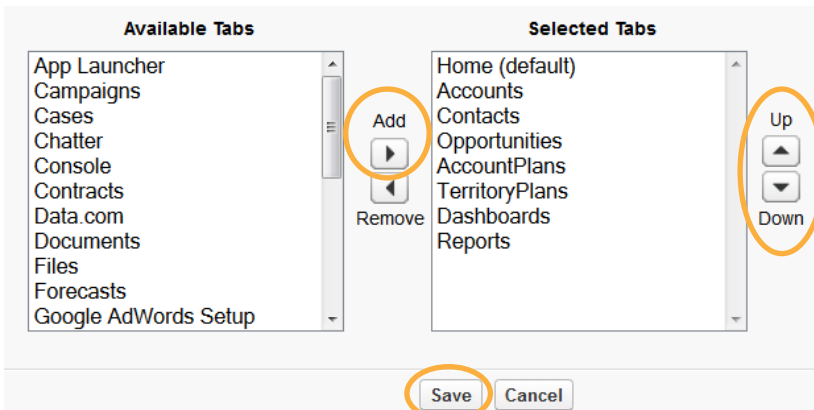 Available Tabs
App Launcher
Campaigns
Cases
Chatter
Console
Contracts
Data.com
Documents
Files
Forecasts
Google AdWords Setup
Add
Remove
Selected Tabs
Home (default)
Accounts
Contacts
Opportunities
AccountPlans
TerritoryPlans
Dashboards
Reports
Up
Down
Save
Cancel